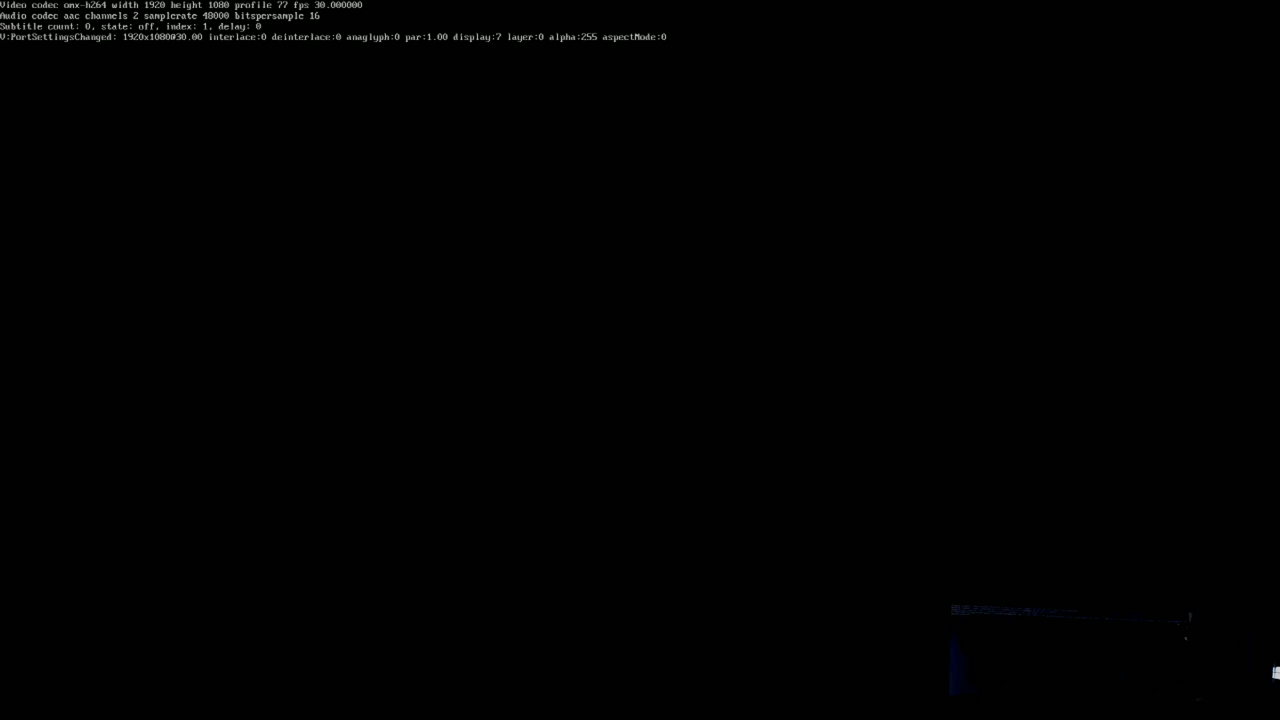 Video codec omx-h264 width 1920 height 1080 profile 77 fps 30.000000
Audio codec aac channels 2 samplerate 48000 bitspersample 16
Subtitle count: 0, state: off, index: 1, delay: 0
V:PortSettingsChanged: 1920x1080@30.00 interlace:0 deinterlace:0 anaglyph:0 par:1.00 display:7 layer:0 alpha:255 aspectMode:0